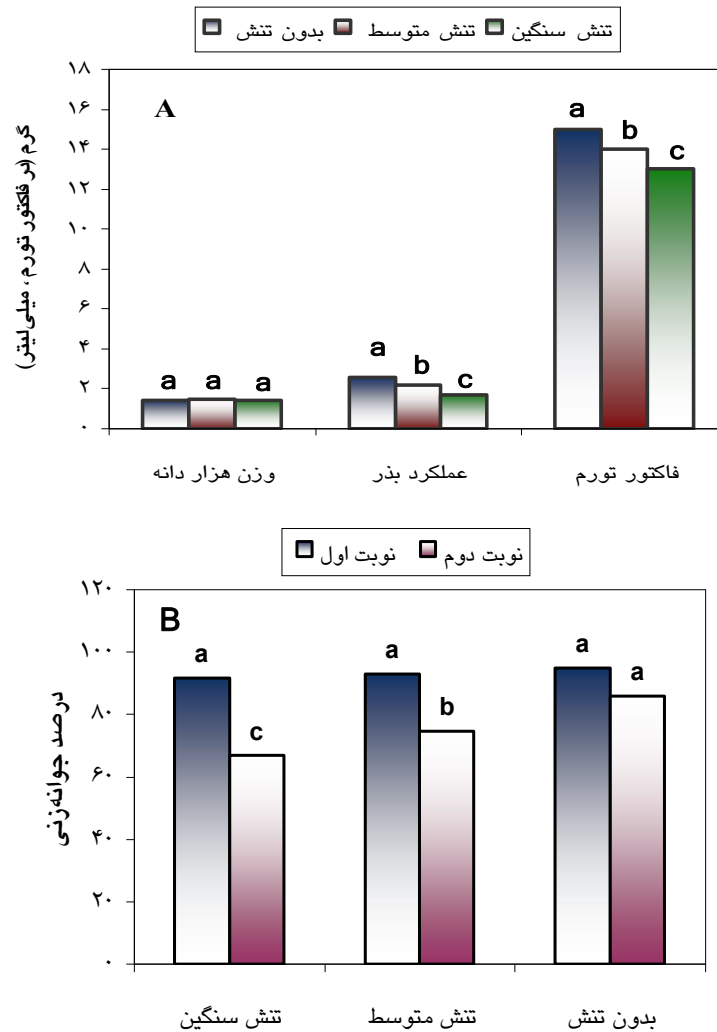 بدون تنش تنش متوسط تنش سنگین
A
گرم (در فاکتور تورم، میلی‌لیتر)
۱۸
۱۶
۱۴
۱۲
۱۰
۸
۶
۴
۲
۰
a a a
a b c
a b c
وزن هزار دانه عملکرد بذر فاکتور تورم
نوبت اول نوبت دوم
B
درصد جوانه‌زنی
۱۲۰
۱۰۰
۸۰
۶۰
۴۰
۲۰
۰
a c
a b
a a
تنش سنگین تنش متوسط بدون تنش